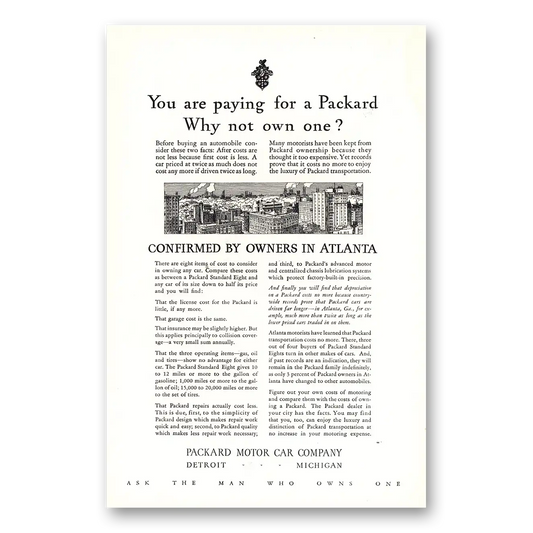 You are paying for a Packard
Why not own one?
Before buying an automobile con-
sider these two facts: After costs are
not less because first cost is less. A
car priced at twice as much does not
cost any more if driven twice as long.
Many motorists have been kept from
Packard ownership because they
thought it too expensive. Yet records
prove that it costs no more to enjoy
the luxury of Packard transportation.
CONFIRMED BY OWNERS IN ATLANTA
There are eight items of cost to consider
in owning any car. Compare these costs
as between a Packard Standard Eight and
any car of its size down to half its price
and you will find:
That the license cost for the Packard is
little, if any more.
That garage cost is the same.
That insurance may be slightly higher. But
this applies principally to collision cover-
age—a very small sum annually.
That the three operating items—gas, oil
and tires—show no advantage for either
car. The Packard Standard Eight gives 10
to 12 miles or more to the gallon of
gasoline; 1,000 miles or more to the gal-
lon of oil; 15,000 to 20,000 miles or more
to the set of tires.
That Packard repairs actually cost less.
This is due, first, to the simplicity of
Packard design which makes repair work
quick and easy; second, to Packard quality
which makes less repair work necessary;
and third, to Packard's advanced motor
and centralized chassis lubrication systems
which protect factory-built-in precision.
And finally you will find that depreciation
on a Packard costs no more because country-
wide records prove that Packard cars are
driven far longer—in Atlanta, Ga., for ex-
ample, much more than twice as long as the
lower priced cars traded in on them.
Atlanta motorists have learned that Packard
transportation costs no more. There, three
out of four buyers of Packard Standard
Eights turn in other makes of cars. And,
if past records are an indication, they will
remain in the Packard family indefinitely,
as only 3 percent of Packard owners in At-
lanta have changed to other automobiles.
Figure out your own costs of motoring
and compare them with the costs of own-
ing a Packard. The Packard dealer in
your city has the facts. You may find
that you, too, can enjoy the luxury and
distinction of Packard transportation at
no increase in your motoring expense.
PACKARD MOTOR CAR COMPANY
DETROIT · · · MICHIGAN
ASK THE MAN WHO OWNS ONE